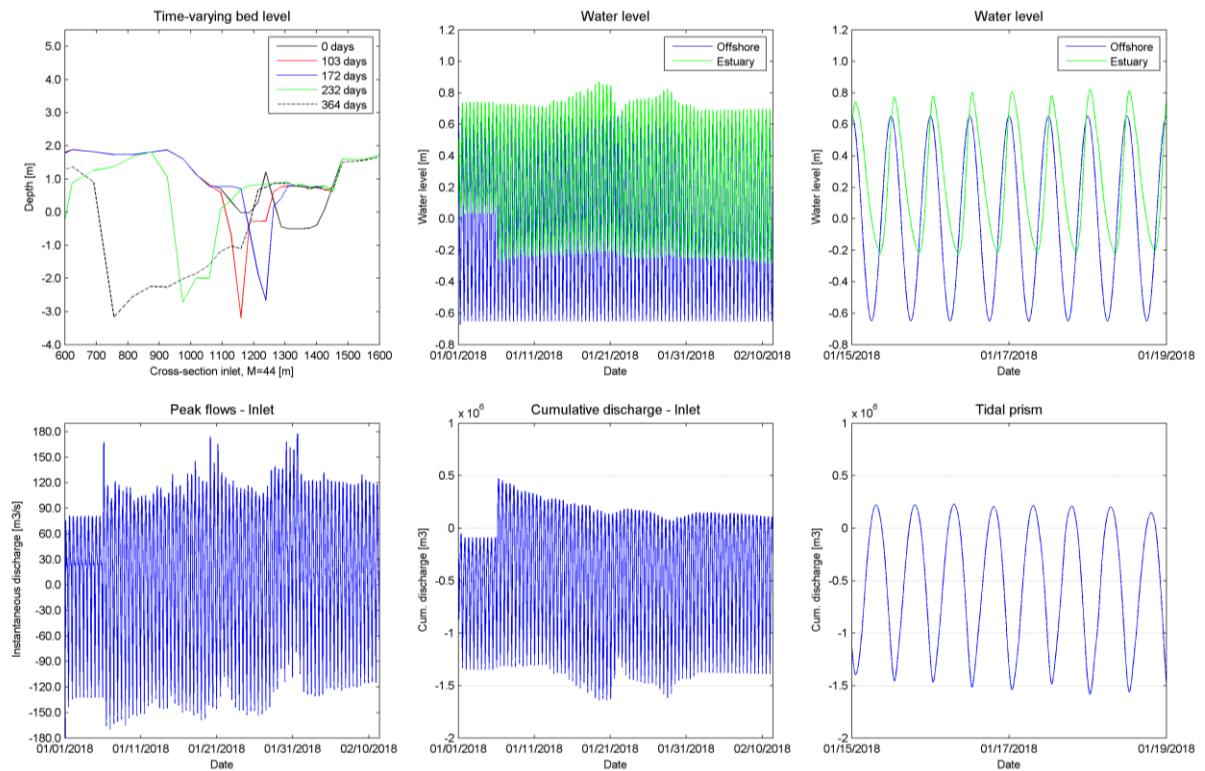 Time-varying bed level
5.0
4.0
3.0
2.0
1.0
0.0
-1.0
-2.0
-3.0
-4.0
Depth [m]
0 days
103 days
172 days
232 days
364 days
600 700 800 900 1000 1100 1200 1300 1400 1500 1600
Cross-section inlet, M=44 [m]
Water level
1.2
1.0
0.8
0.6
0.4
0.2
0.0
-0.2
-0.4
-0.6
-0.8
Water level [m]
Offshore
Estuary
01/01/2018 01/11/2018 01/21/2018 01/31/2018 02/10/2018
Date
Water level
1.2
1.0
0.8
0.6
0.4
0.2
0.0
-0.2
-0.4
-0.6
-0.8
Water level [m]
Offshore
Estuary
01/15/2018 01/17/2018 01/19/2018
Date
Peak flows - Inlet
180.0
150.0
120.0
90.0
60.0
30.0
0.0
-30.0
-60.0
-90.0
-120.0
-150.0
-180.0
Instantaneous discharge [m3/s]
01/01/2018 01/11/2018 01/21/2018 01/31/2018 02/10/2018
Date
Cumulative discharge - Inlet
x 10^6
1
0.5
0
-0.5
-1
-1.5
-2
Cum. discharge [m3]
01/01/2018 01/11/2018 01/21/2018 01/31/2018 02/10/2018
Date
Tidal prism
x 10^6
1
0.5
0
-0.5
-1
-1.5
-2
Cum. discharge [m3]
01/15/2018 01/17/2018 01/19/2018
Date